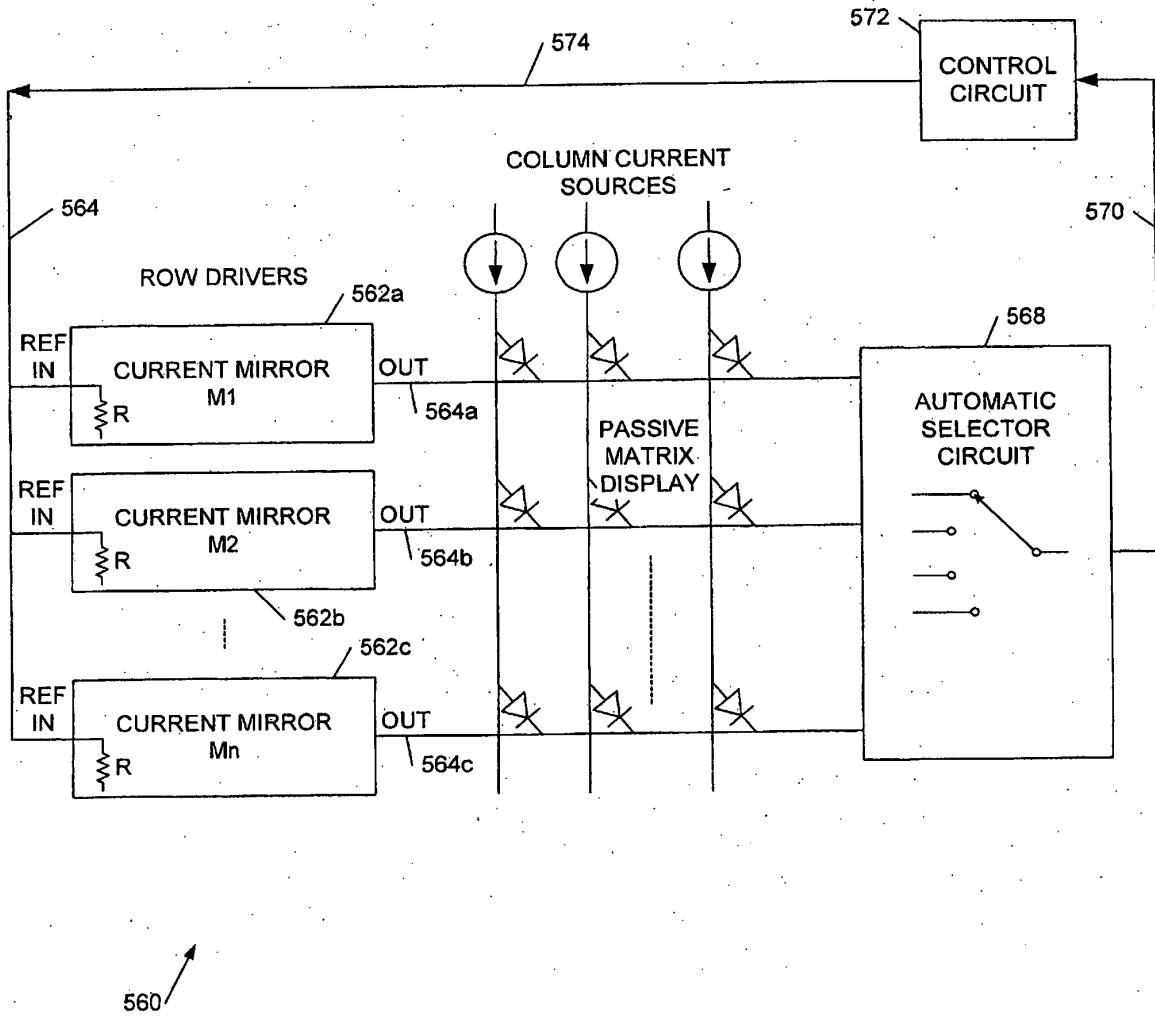 572
574
CONTROL
CIRCUIT
COLUMN CURRENT
SOURCES
564
570
ROW DRIVERS
562a
568
REF
IN
CURRENT MIRROR
M1
R
OUT
564a
AUTOMATIC
SELECTOR
CIRCUIT
PASSIVE
MATRIX
DISPLAY
REF
IN
CURRENT MIRROR
M2
R
OUT
564b
562b
562c
REF
IN
CURRENT MIRROR
Mn
R
OUT
564c
560